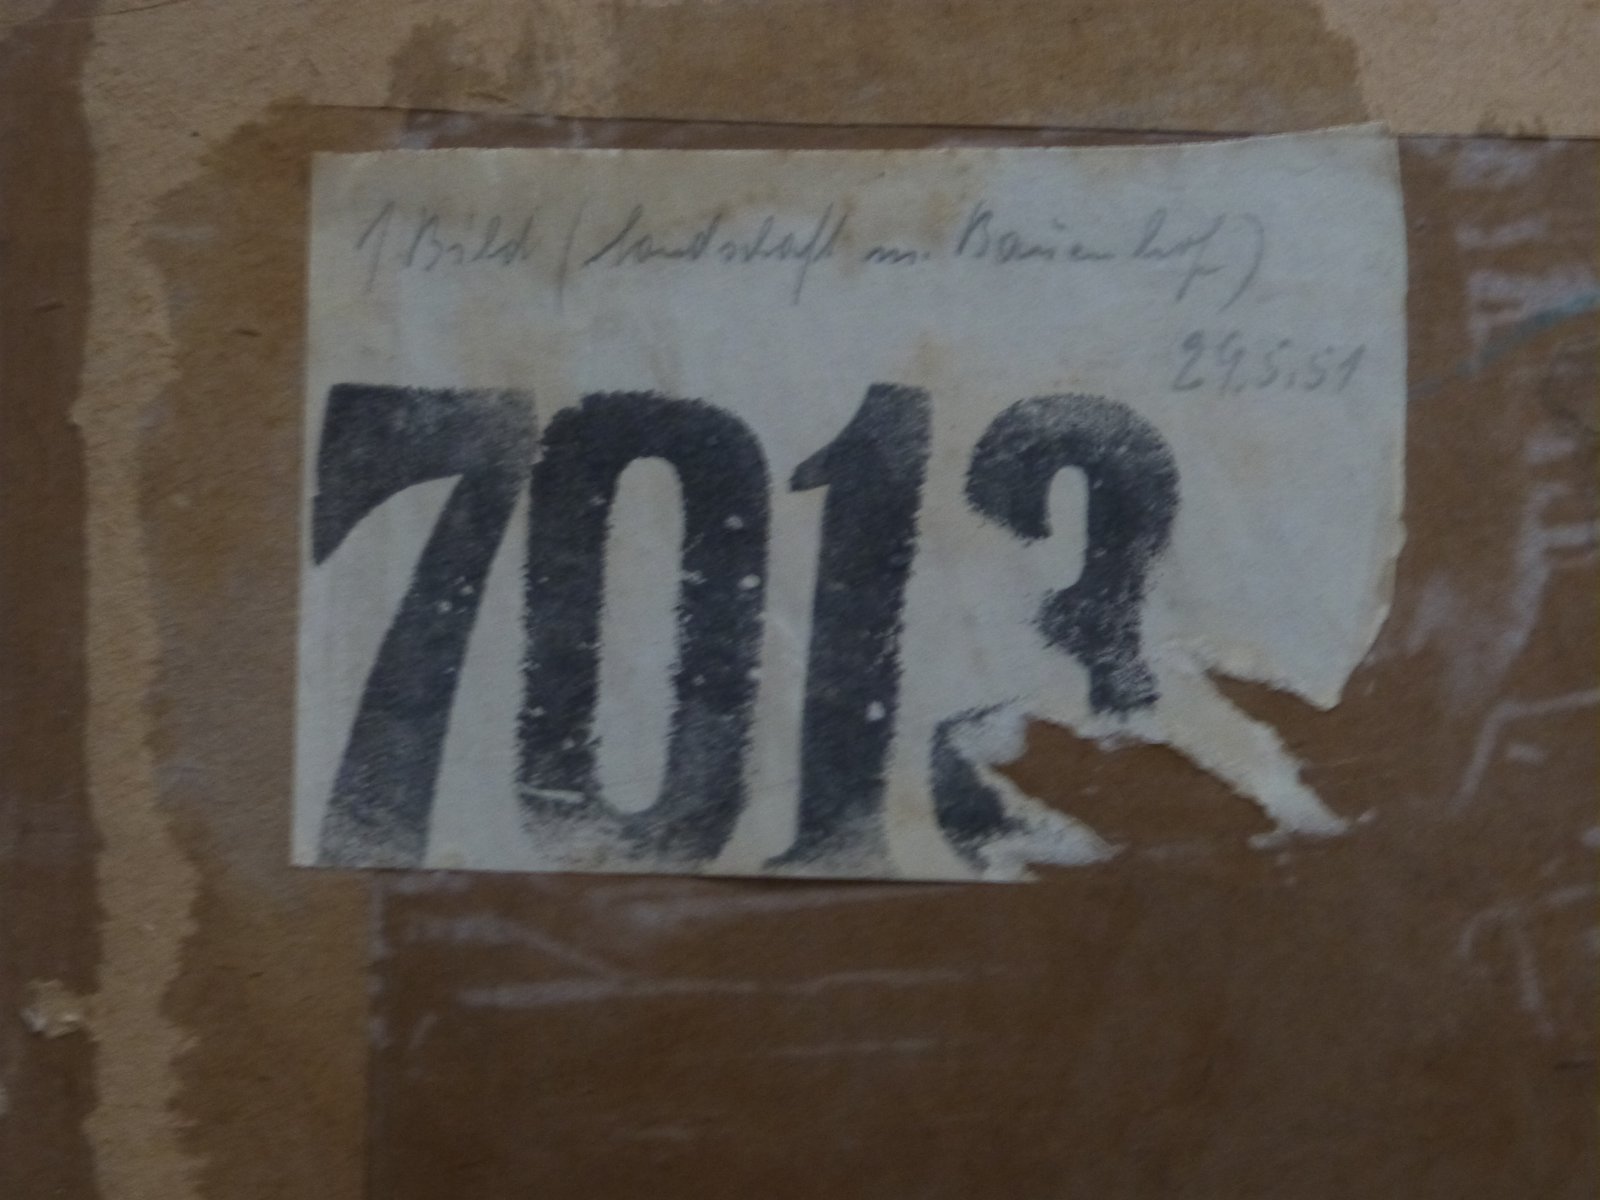 1 Bild (Landschaft m. Bauernhof)
29.5.51
7013